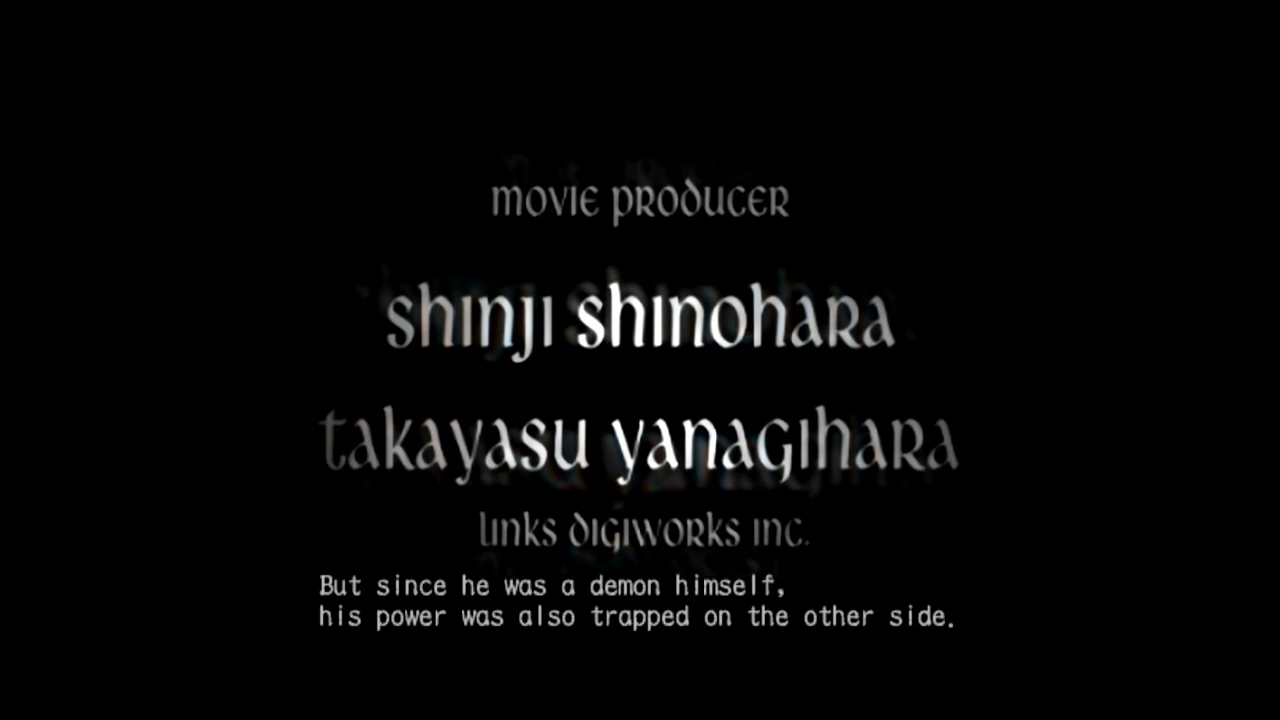 movie producer
shinji shinohara
takayasu yanagihara
links digiworks inc.
But since he was a demon himself,
his power was also trapped on the other side.